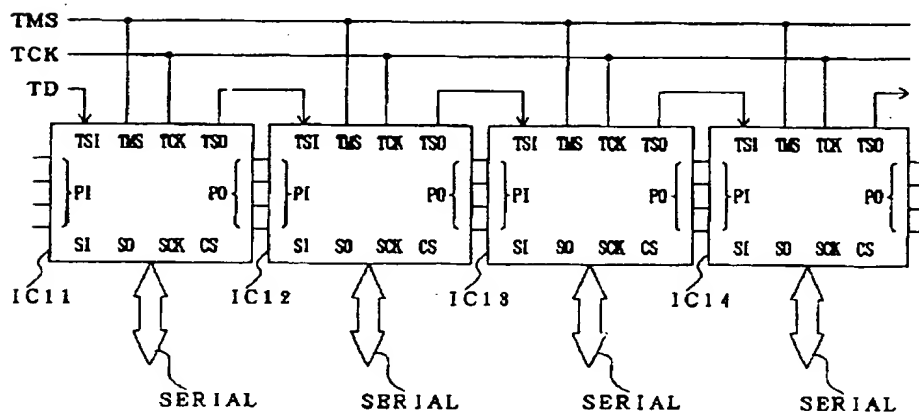 TMS
TCK
TD
TSI TMS TCK TSO TSI TMS TCK TSO TSI TMS TCK TSO TSI TMS TCK TSO
PI PO PI PO PI PO PI PO
SI SO SCK CS SI SO SCK CS SI SO SCK CS SI SO SCK CS
IC11 IC12 IC13 IC14
SERIAL SERIAL SERIAL SERIAL